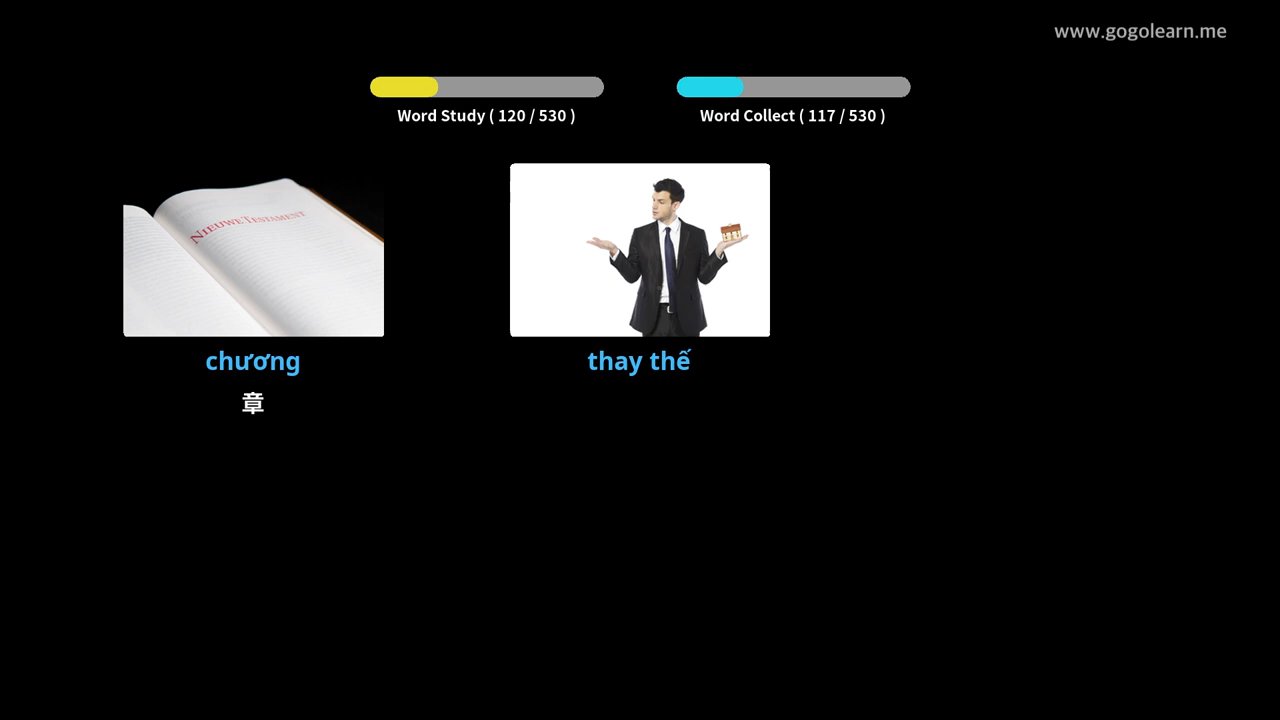 www.gogolearn.me
Word Study ( 120 / 530 )
Word Collect ( 117 / 530 )
NIEUWE TESTAMENT
chương
thay thế
章